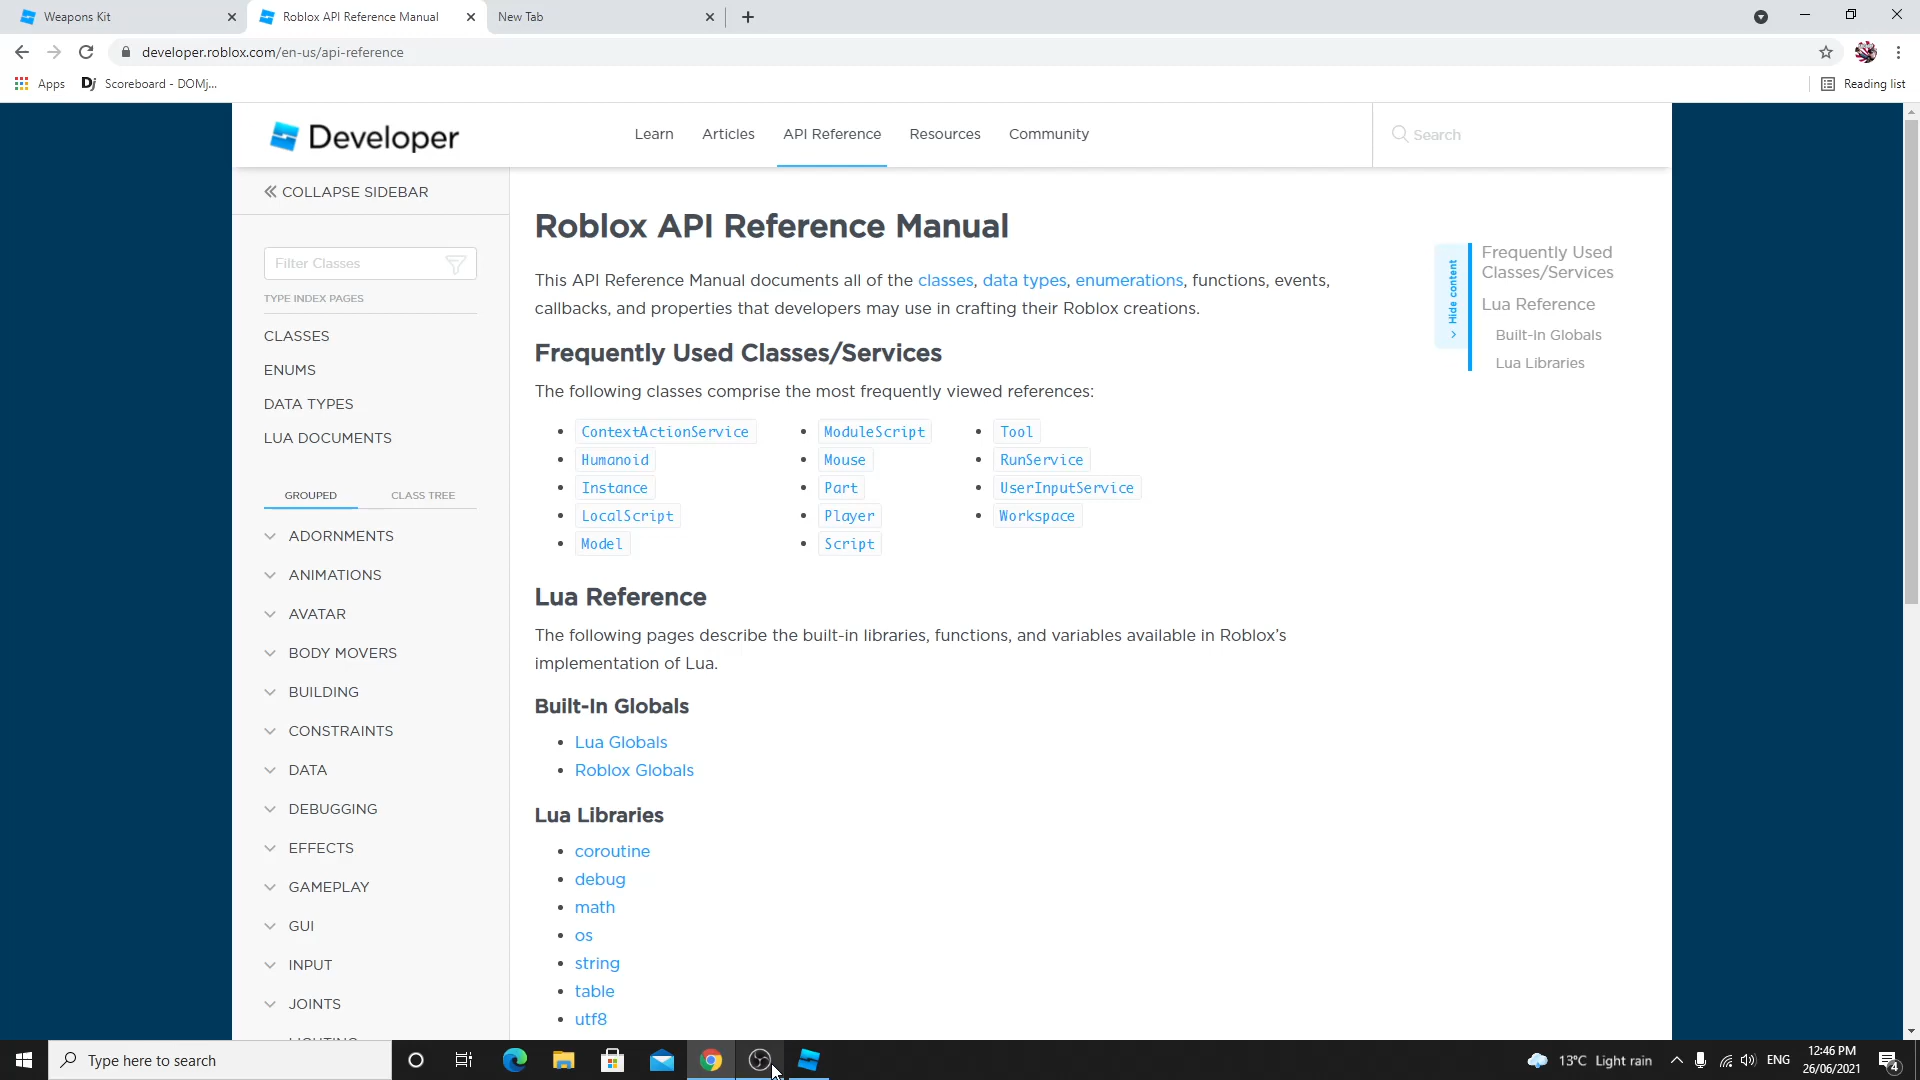 Weapons Kit
Roblox API Reference Manual
New Tab
developer.roblox.com/en-us/api-reference
Apps
Dj Scoreboard - DOMj...
Reading list
Developer
Learn
Articles
API Reference
Resources
Community
Search
COLLAPSE SIDEBAR
Filter Classes
TYPE INDEX PAGES
CLASSES
ENUMS
DATA TYPES
LUA DOCUMENTS
GROUPED
CLASS TREE
ADORNMENTS
ANIMATIONS
AVATAR
BODY MOVERS
BUILDING
CONSTRAINTS
DATA
DEBUGGING
EFFECTS
GAMEPLAY
GUI
INPUT
JOINTS
LIGHTING
Roblox API Reference Manual
This API Reference Manual documents all of the classes, data types, enumerations, functions, events,
callbacks, and properties that developers may use in crafting their Roblox creations.
Frequently Used Classes/Services
The following classes comprise the most frequently viewed references:
ContextActionService
Humanoid
Instance
LocalScript
Model
ModuleScript
Mouse
Part
Player
Script
Tool
RunService
UserInputService
Workspace
Lua Reference
The following pages describe the built-in libraries, functions, and variables available in Roblox's
implementation of Lua.
Built-In Globals
Lua Globals
Roblox Globals
Lua Libraries
coroutine
debug
math
os
string
table
utf8
Hide content
Frequently Used
Classes/Services
Lua Reference
Built-In Globals
Lua Libraries
Type here to search
13°C Light rain
ENG
12:46 PM
26/06/2021
4